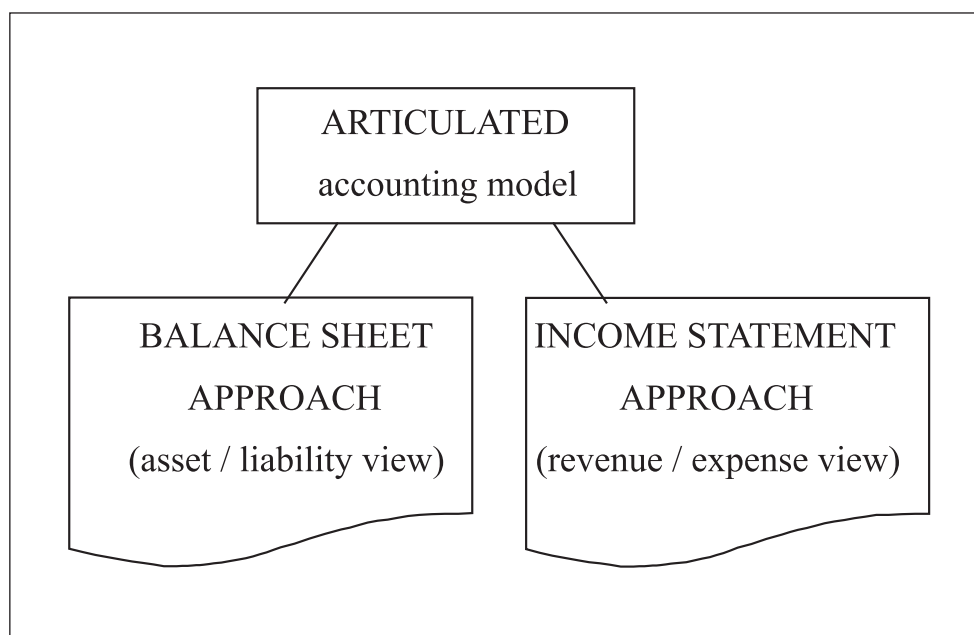 ARTICULATED
accounting model
BALANCE SHEET
APPROACH
(asset / liability view)
INCOME STATEMENT
APPROACH
(revenue / expense view)